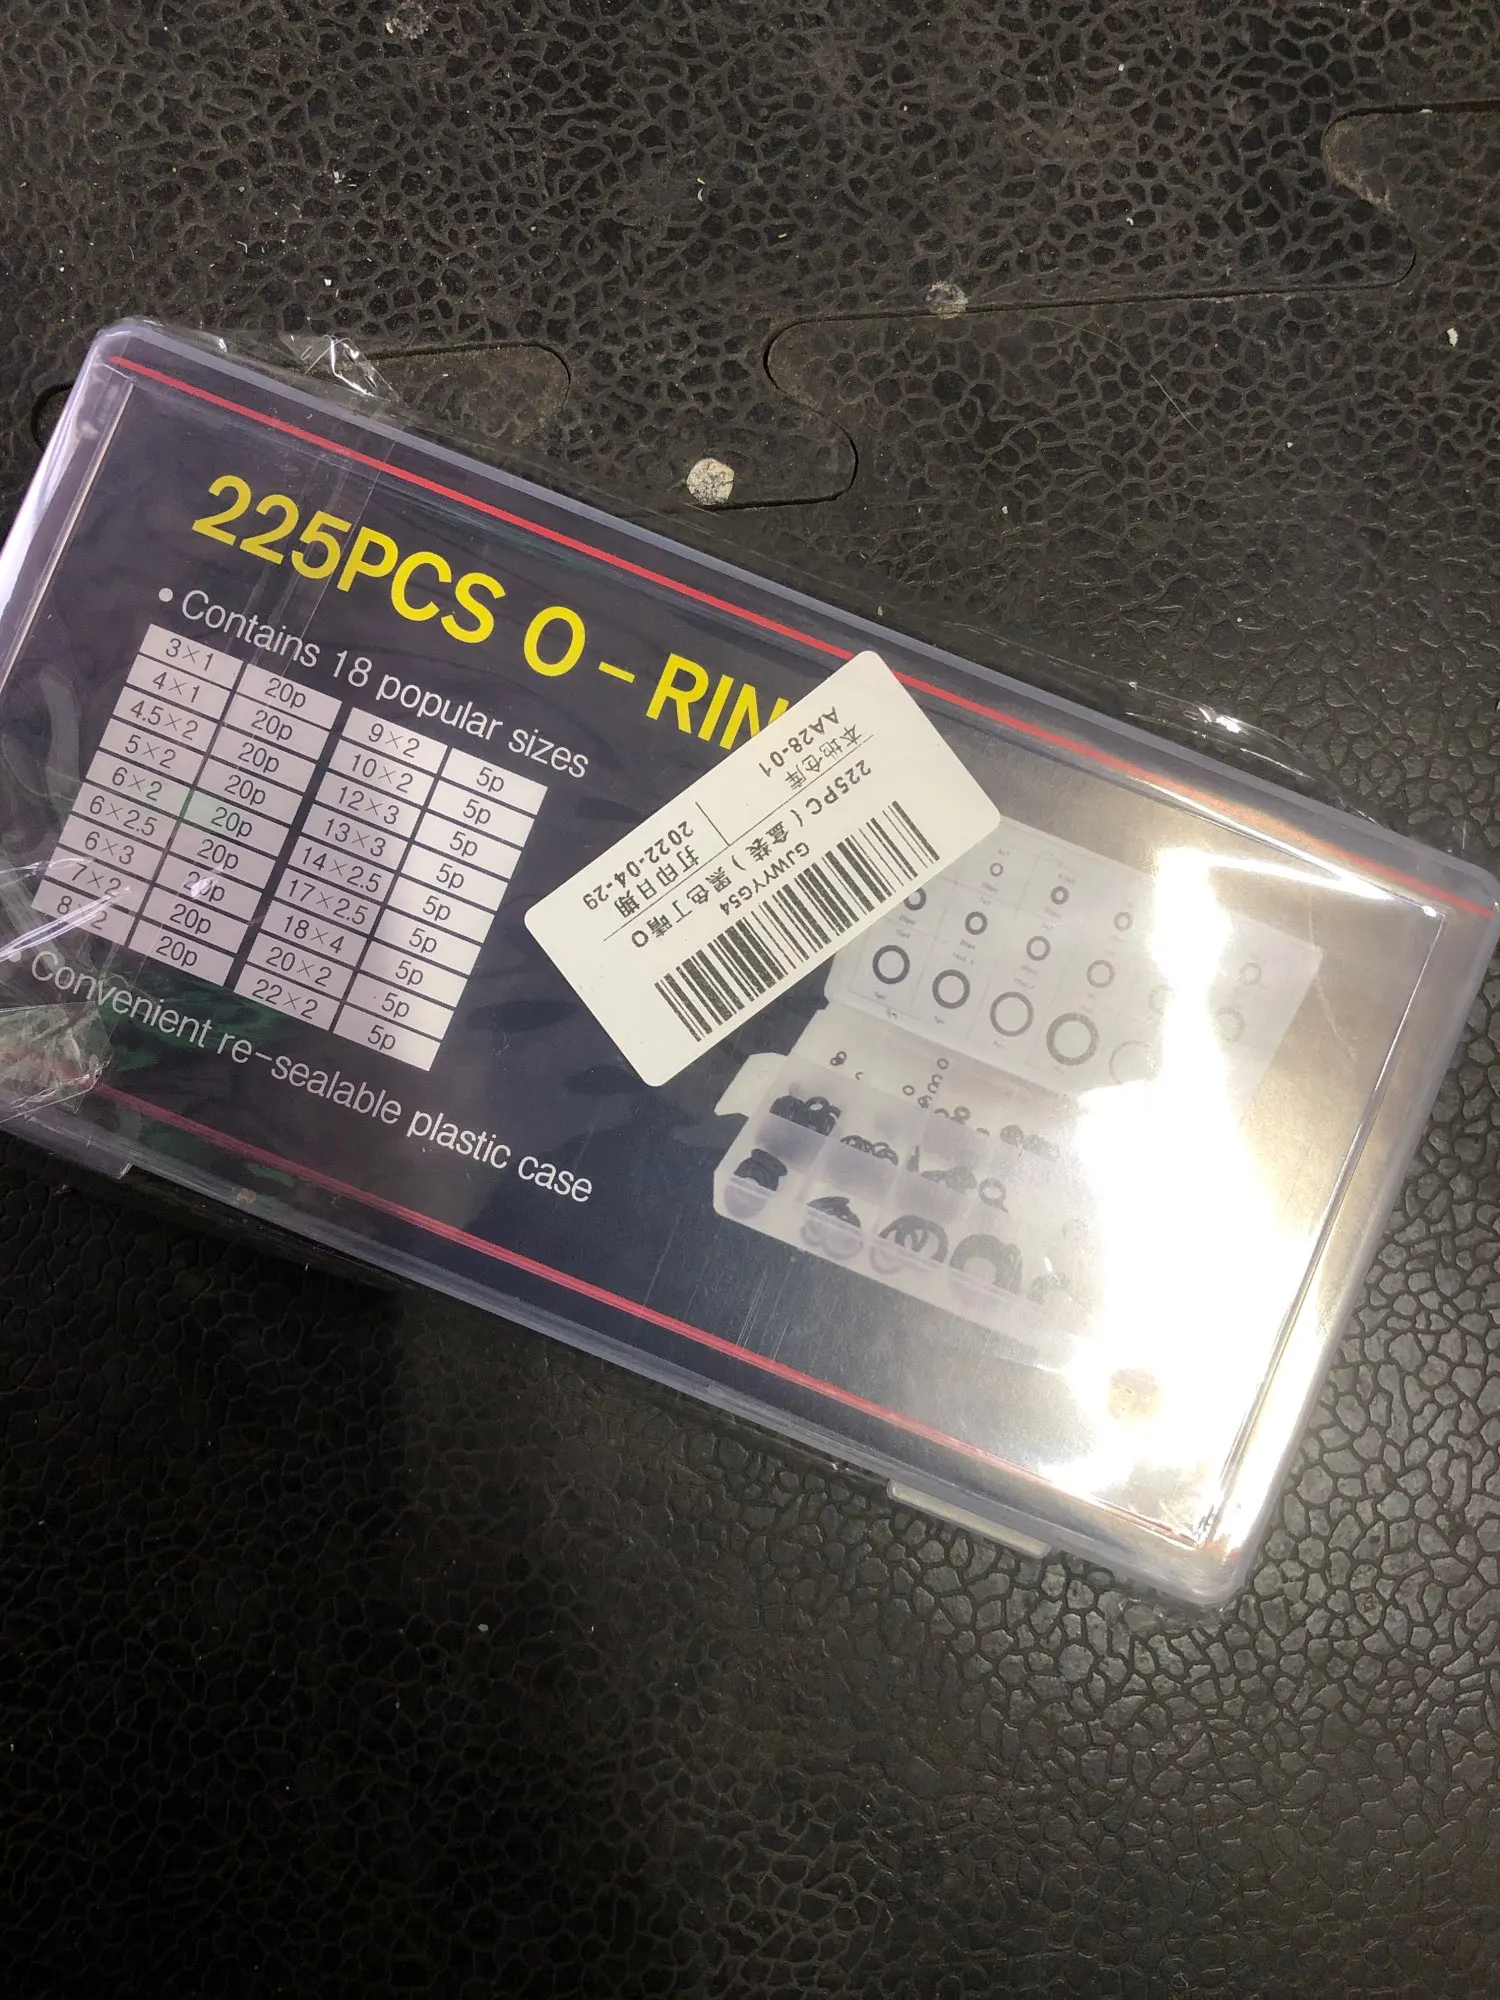 225PCS O-RIN
• Contains 18 popular sizes
3×1 20p 9×2 5p
4×1 20p 10×2 5p
4.5×2 20p 12×3 5p
5×2 20p 13×3 5p
6×2 20p 14×2.5 5p
6×2.5 20p 17×2.5 5p
6×3 20p 18×4 5p
7×2 20p 20×2 5p
8×2 20p 22×2 5p
Convenient re-sealable plastic case
GJWYYG54
225PC(盒装)黑色丁晴O
本地仓库 打印日期
AA28-01 2022-04-29